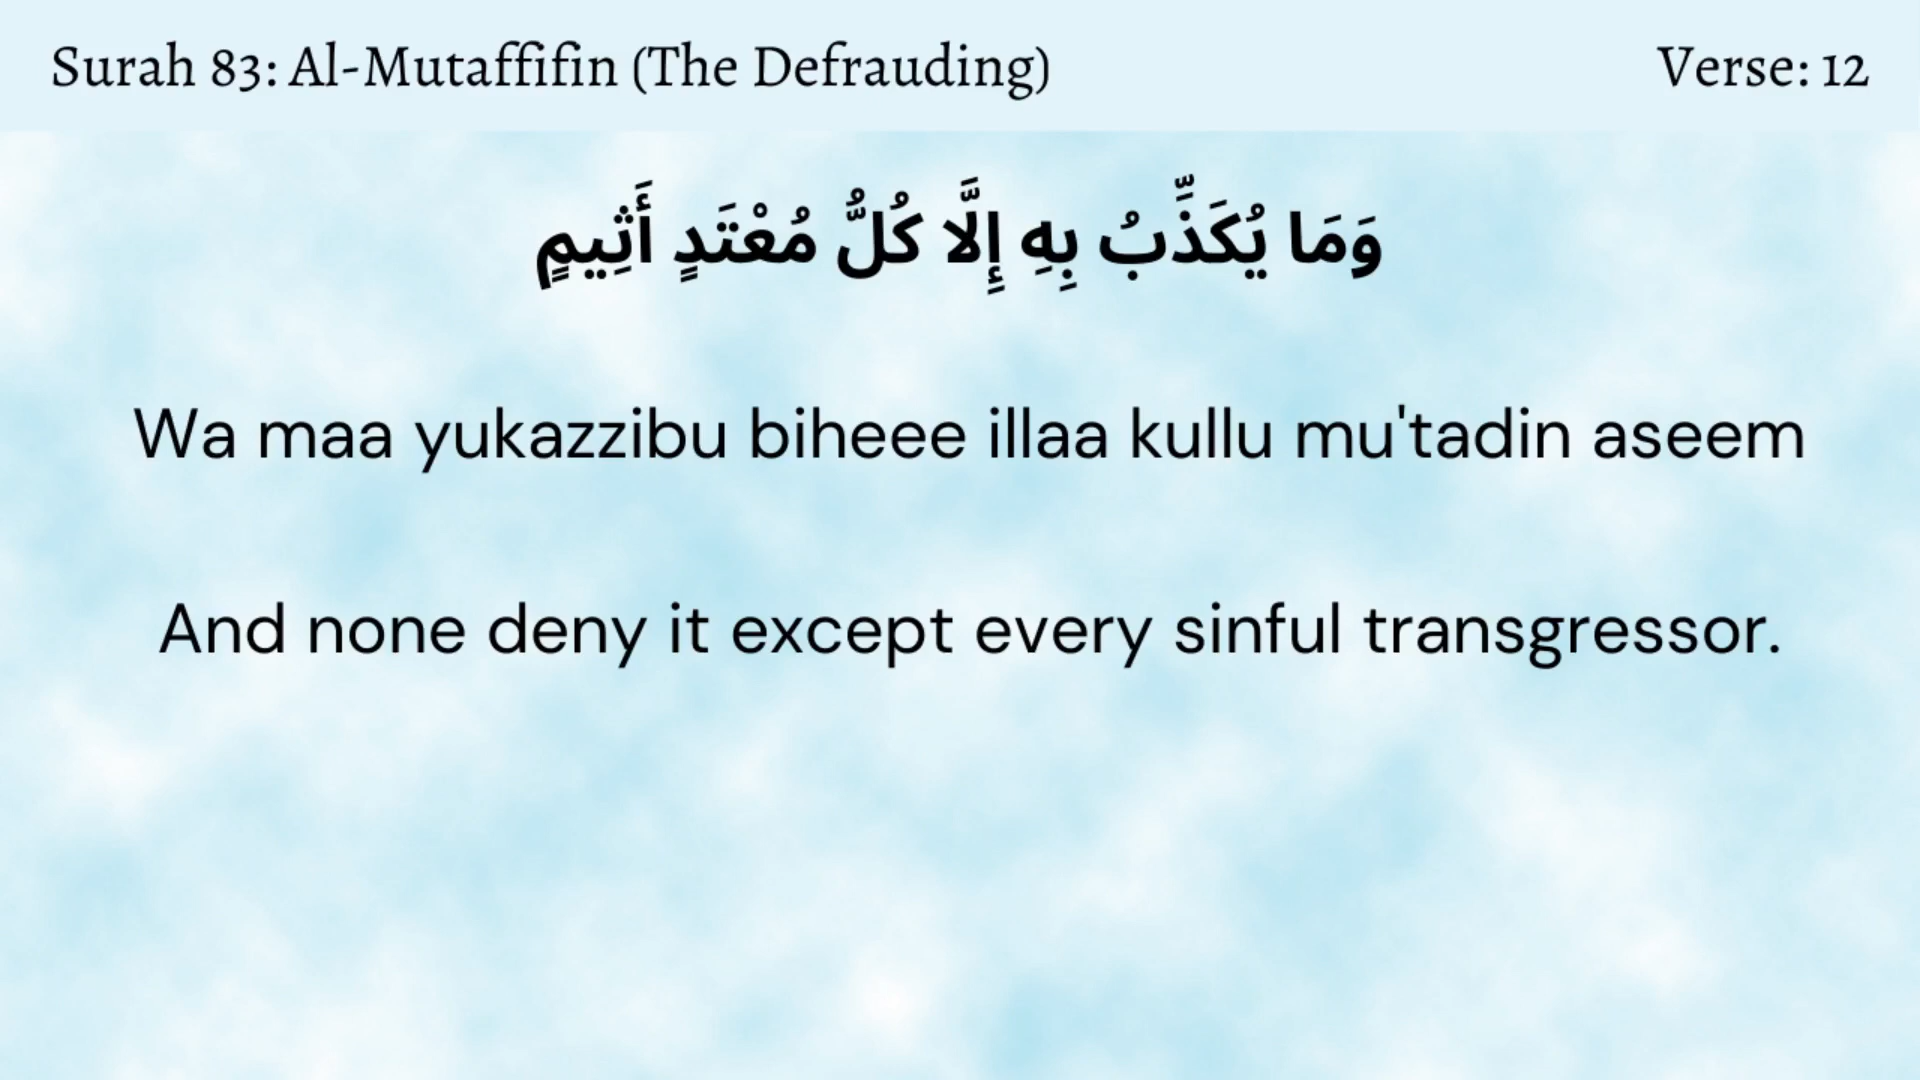 Surah 83: Al-Mutaffifin (The Defrauding)
Verse: 12
وَمَا يُكَذِّبُ بِهِ إِلَّا كُلُّ مُعْتَدٍ أَثِيمٍ
Wa maa yukazzibu biheee illaa kullu mu'tadin aseem
And none deny it except every sinful transgressor.